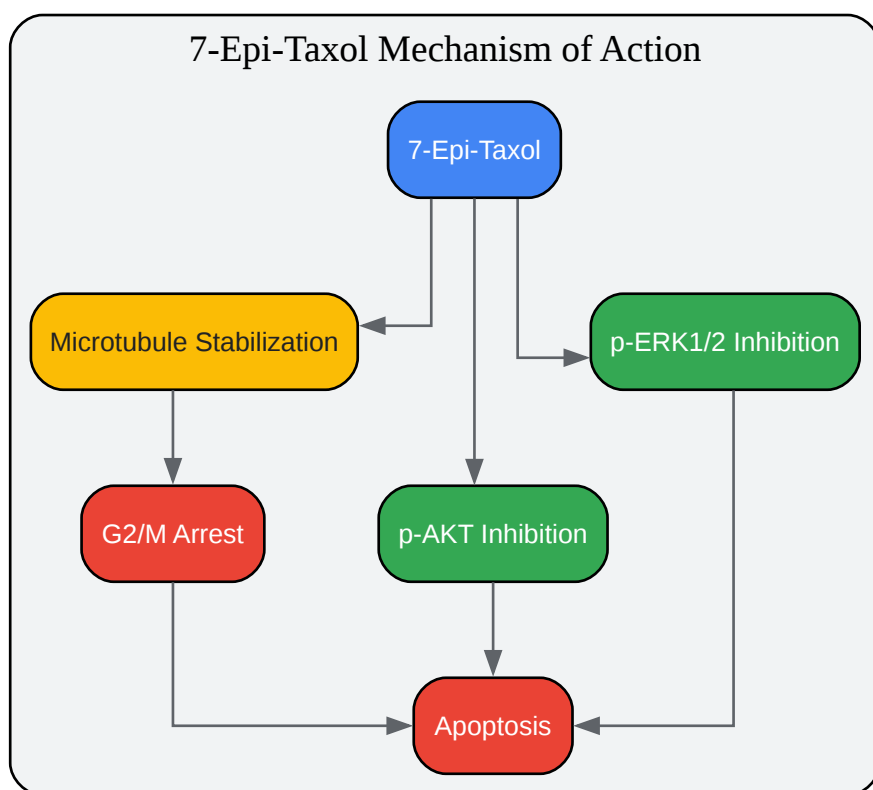 7-Epi-Taxol Mechanism of Action
7-Epi-Taxol
Microtubule Stabilization
p-ERK1/2 Inhibition
G2/M Arrest
p-AKT Inhibition
Apoptosis